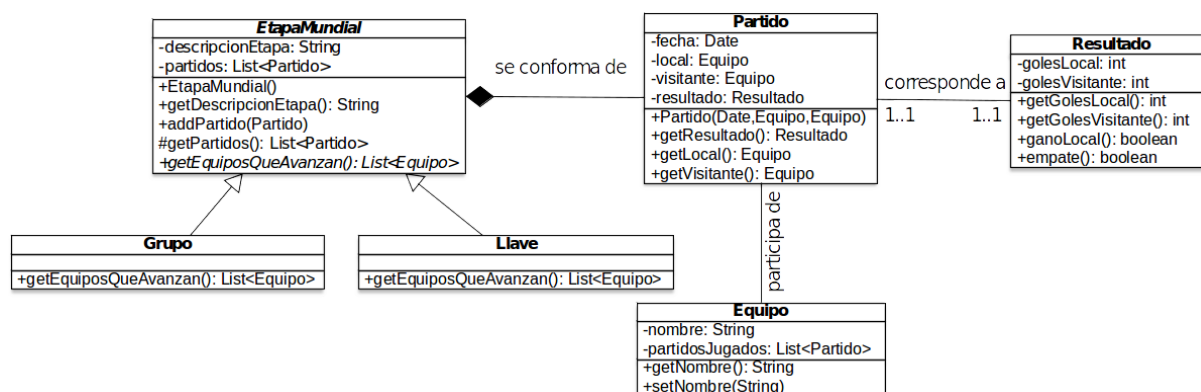 EtapaMundial
-descripcionEtapa: String
-partidos: List<Partido>
+EtapaMundial()
+getDescripcionEtapa(): String
+addPartido(Partido)
#getPartidos(): List<Partido>
+getEquiposQueAvanzan(): List<Equipo>
se conforma de
Partido
-fecha: Date
-local: Equipo
-visitante: Equipo
-resultado: Resultado
+Partido(Date,Equipo,Equipo)
+getResultado(): Resultado
+getLocal(): Equipo
+getVisitante(): Equipo
corresponde a
1..1
1..1
Resultado
-golesLocal: int
-golesVisitante: int
+getGolesLocal(): int
+getGolesVisitante(): int
+ganoLocal(): boolean
+empate(): boolean
Grupo
+getEquiposQueAvanzan(): List<Equipo>
Llave
+getEquiposQueAvanzan(): List<Equipo>
participa de
Equipo
-nombre: String
-partidosJugados: List<Partido>
+getNombre(): String
+setNombre(String)